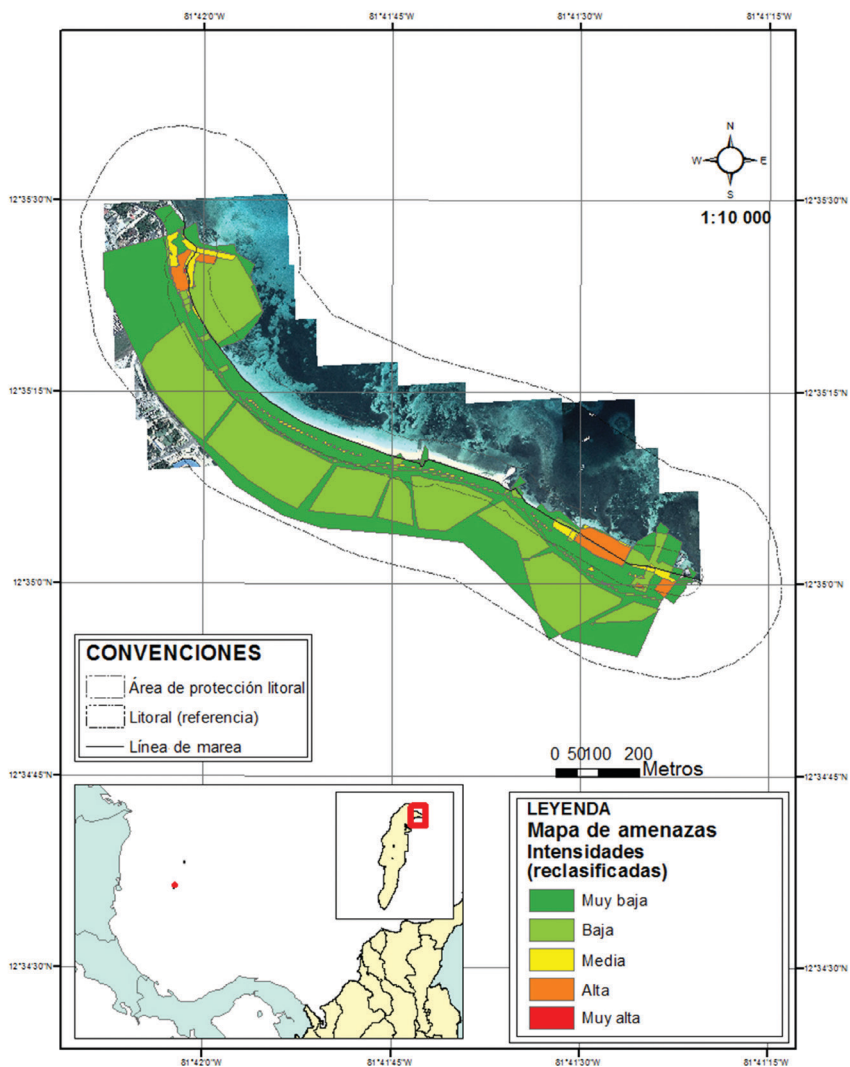 81°42'0"W
81°41'45"W
81°41'30"W
81°41'15"W
N
W E
S
12°35'30"N
12°35'30"N
1:10 000
12°35'15"N
12°35'15"N
12°35'0"N
12°35'0"N
CONVENCIONES
Área de protección litoral
Litoral (referencia)
Línea de marea
0 50100 200
Metros
12°34'45"N
12°34'45"N
LEYENDA
Mapa de amenazas
Intensidades
(reclasificadas)
Muy baja
Baja
Media
Alta
Muy alta
12°34'30"N
12°34'30"N
81°42'0"W
81°41'45"W
81°41'30"W
81°41'15"W